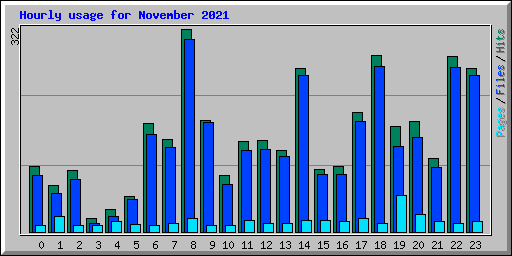 Hourly usage for November 2021
322
Pages/Files/Hits
0 1 2 3 4 5 6 7 8 9 10 11 12 13 14 15 16 17 18 19 20 21 22 23